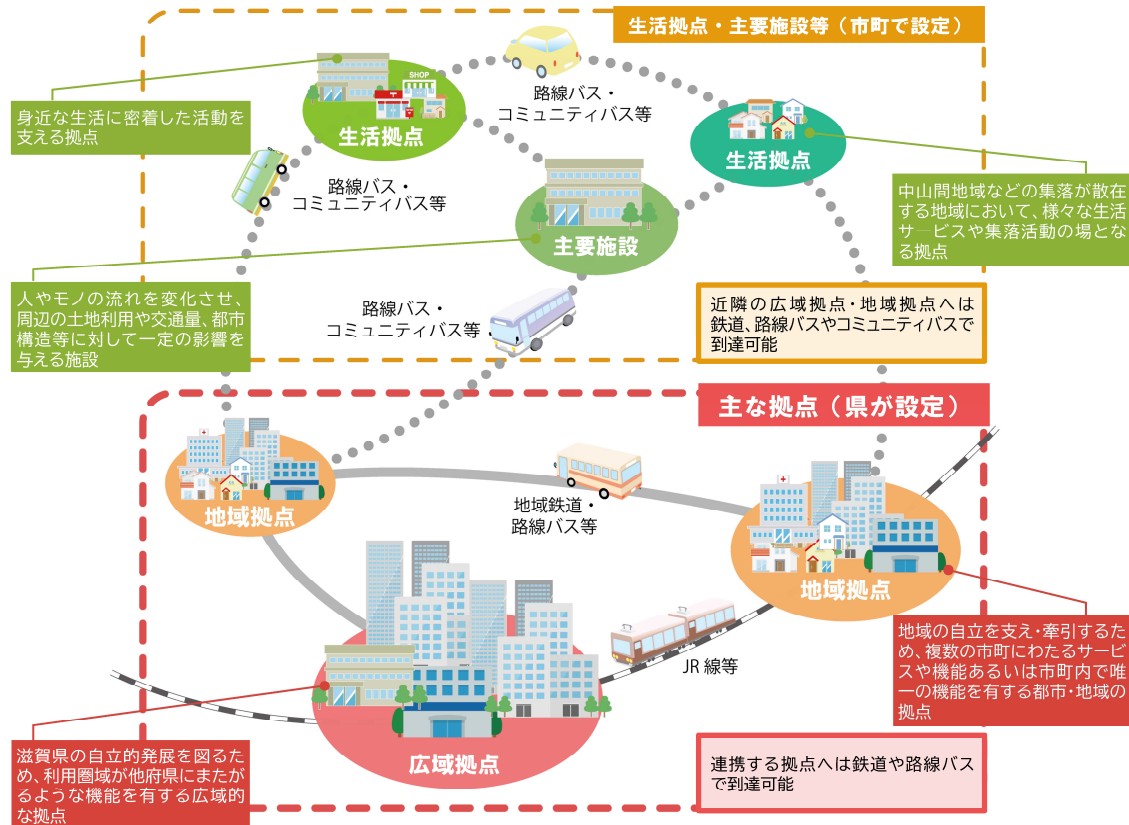 生活拠点・主要施設等（市町で設定）
SHOP
生活拠点
路線バス・
コミュニティバス等
身近な生活に密着した活動を
支える拠点
生活拠点
路線バス・
コミュニティバス等
中山間地域などの集落が散在
する地域において、様々な生活
サービスや集落活動の場とな
る拠点
主要施設
人やモノの流れを変化させ、
周辺の土地利用や交通量、都市
構造等に対して一定の影響を
与える施設
路線バス・
コミュニティバス等
近隣の広域拠点・地域拠点へは
鉄道、路線バスやコミュニティバスで
到達可能
主な拠点（県が設定）
地域拠点
地域鉄道・
路線バス等
地域拠点
地域の自立を支え・牽引するた
め、複数の市町にわたるサービ
スや機能あるいは市町内で唯
一の機能を有する都市・地域の
拠点
JR 線等
広域拠点
滋賀県の自立的発展を図るた
め、利用圏域が他府県にまたが
るような機能を有する広域的
な拠点
連携する拠点へは鉄道や路線バス
で到達可能